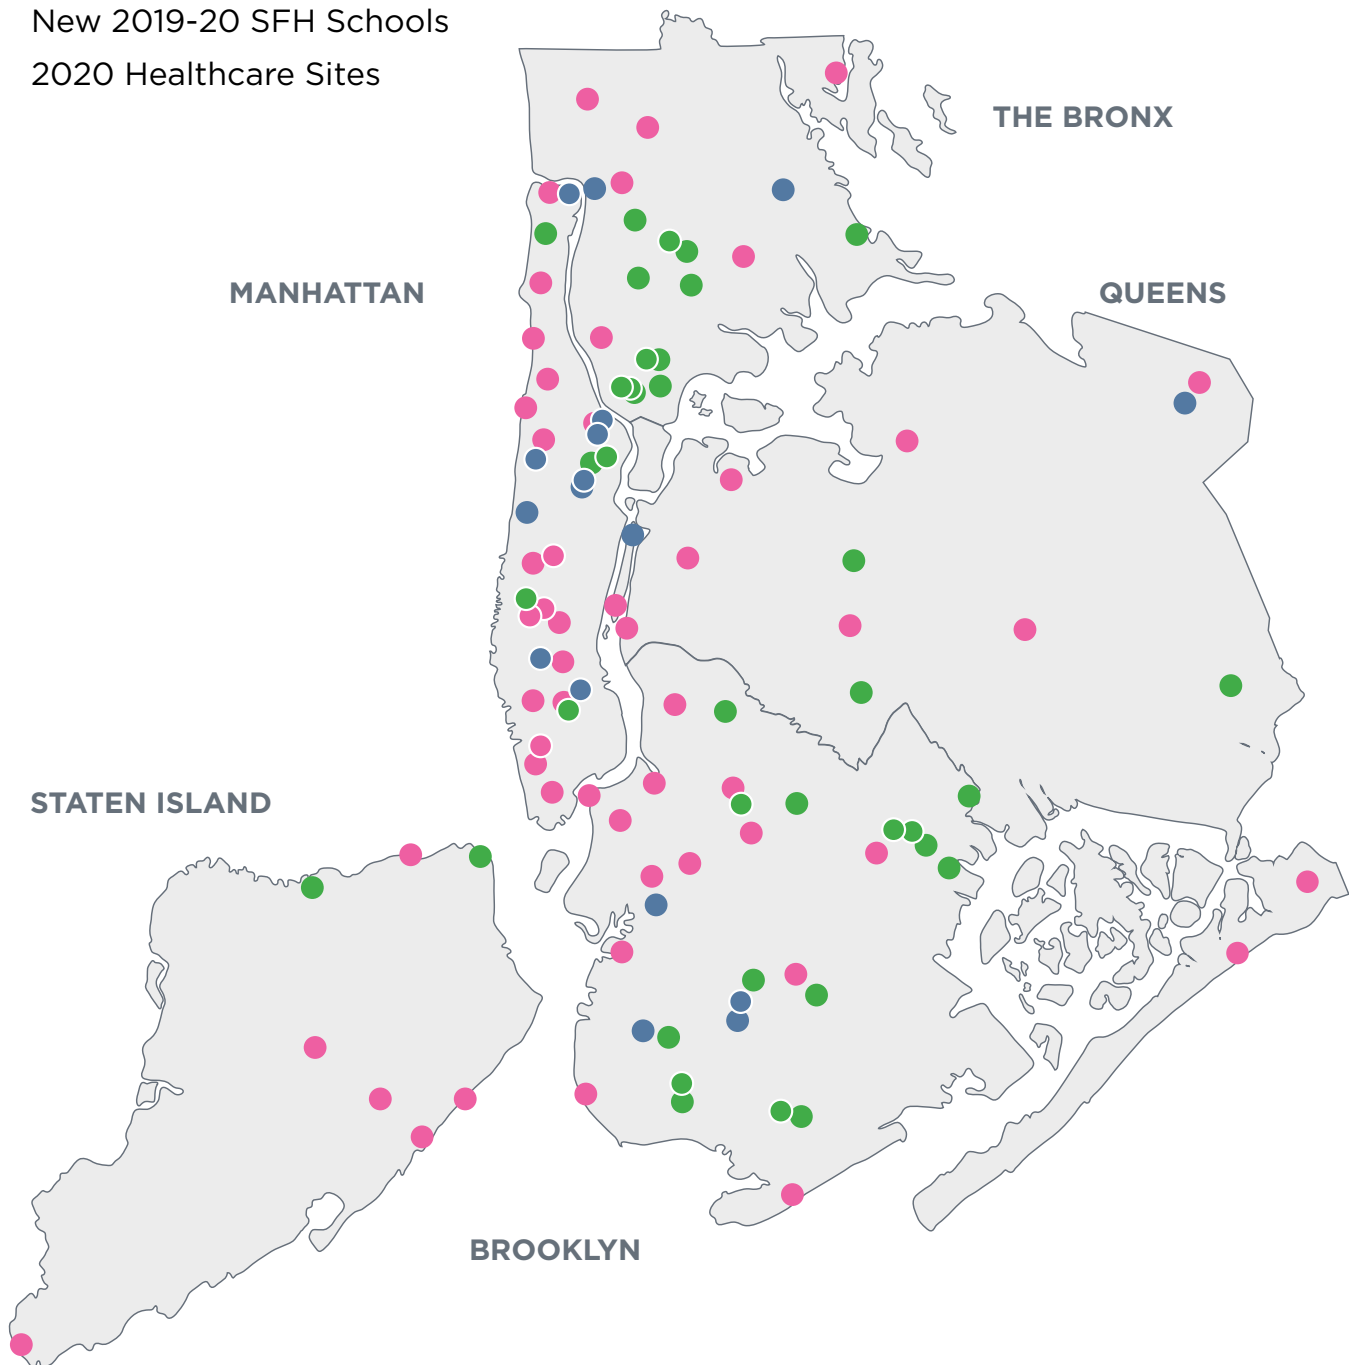 New 2019-20 SFH Schools
2020 Healthcare Sites
THE BRONX
MANHATTAN
QUEENS
STATEN ISLAND
BROOKLYN